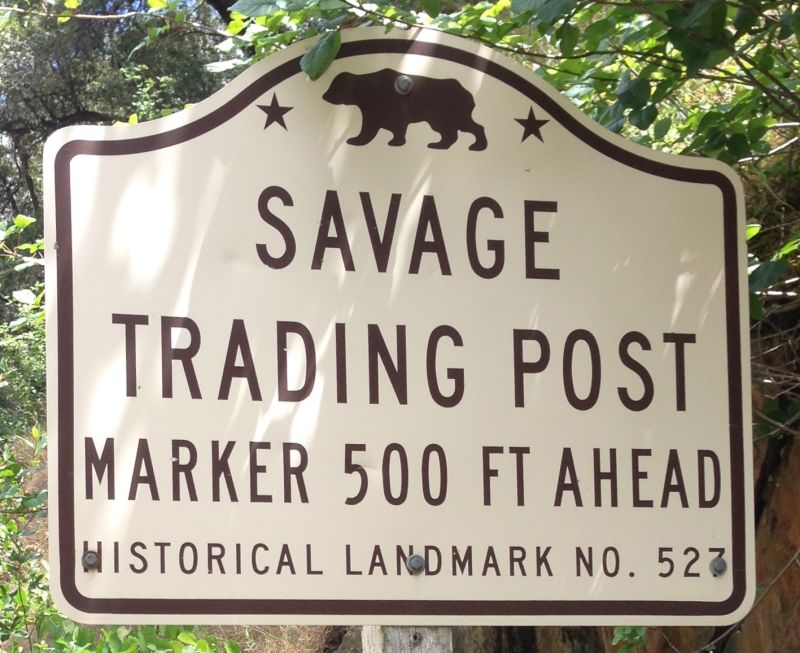 SAVAGE
TRADING POST
MARKER 500 FT AHEAD
HISTORICAL LANDMARK NO. 527